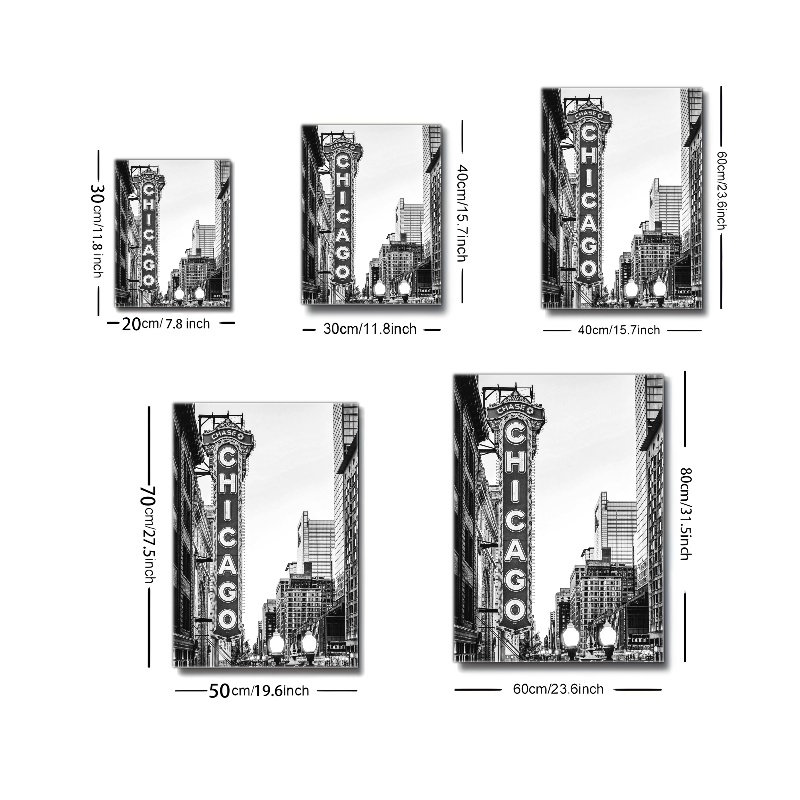 CHASE
CHICAGO
30cm/11.8 inch
20cm/ 7.8 inch
CHASE
CHICAGO
40cm/15.7inch
30cm/11.8inch
CHASE
CHICAGO
60cm/23.6inch
40cm/15.7inch
CHASE
CHICAGO
70cm/27.5inch
50cm/19.6inch
CHASE
CHICAGO
80cm/31.5inch
60cm/23.6inch